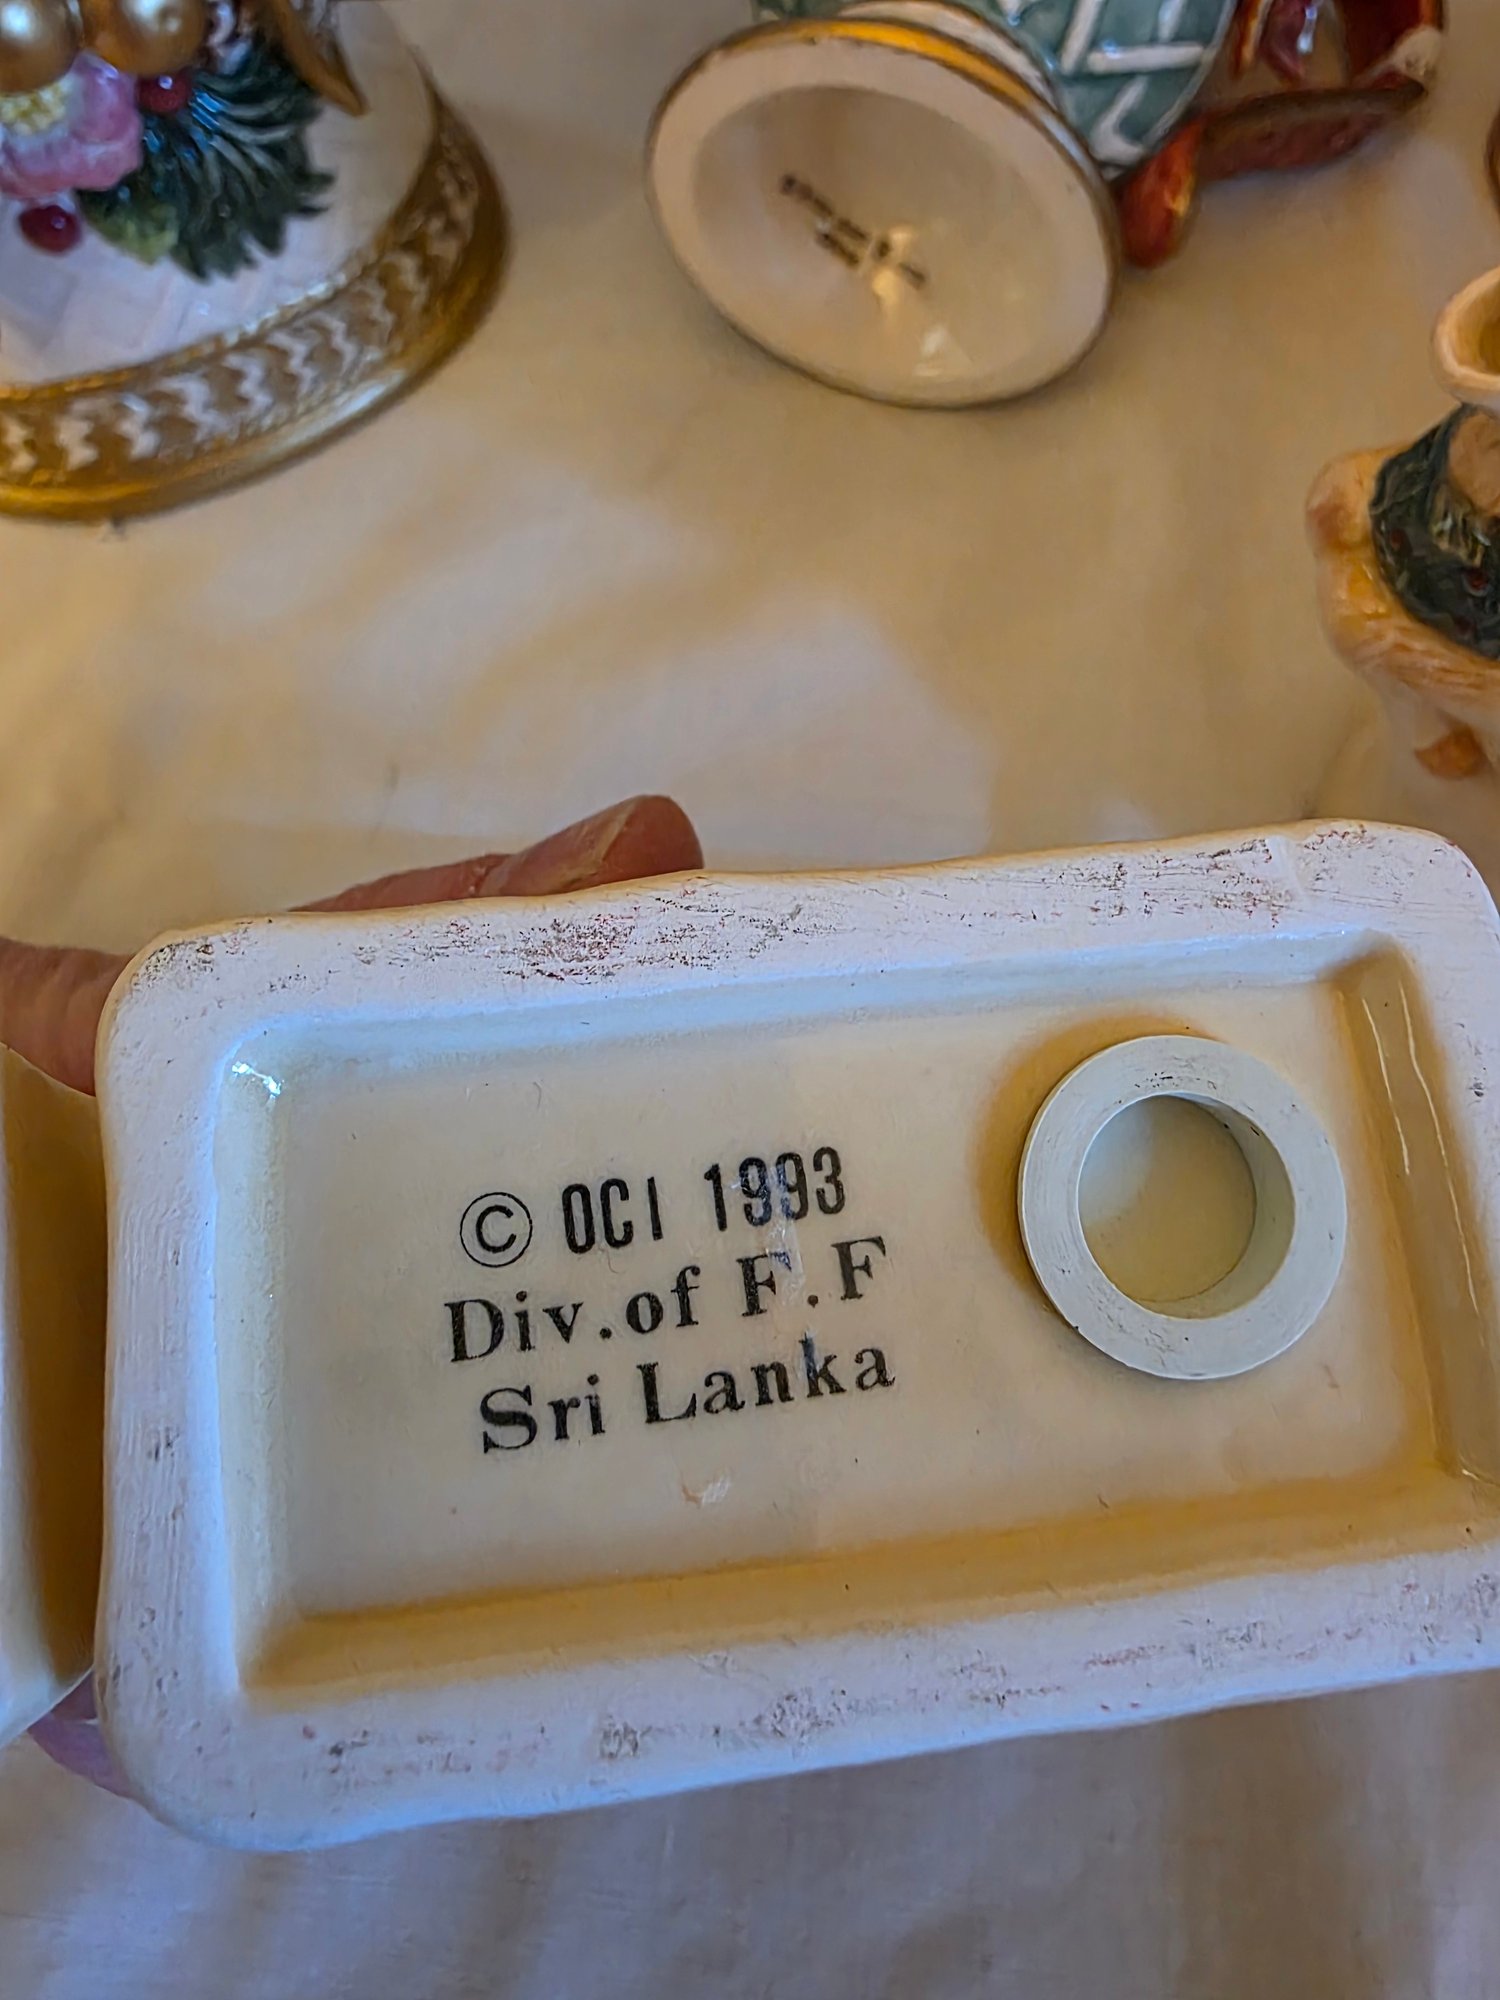 © OCI 1993
Div. of F.F
Sri Lanka